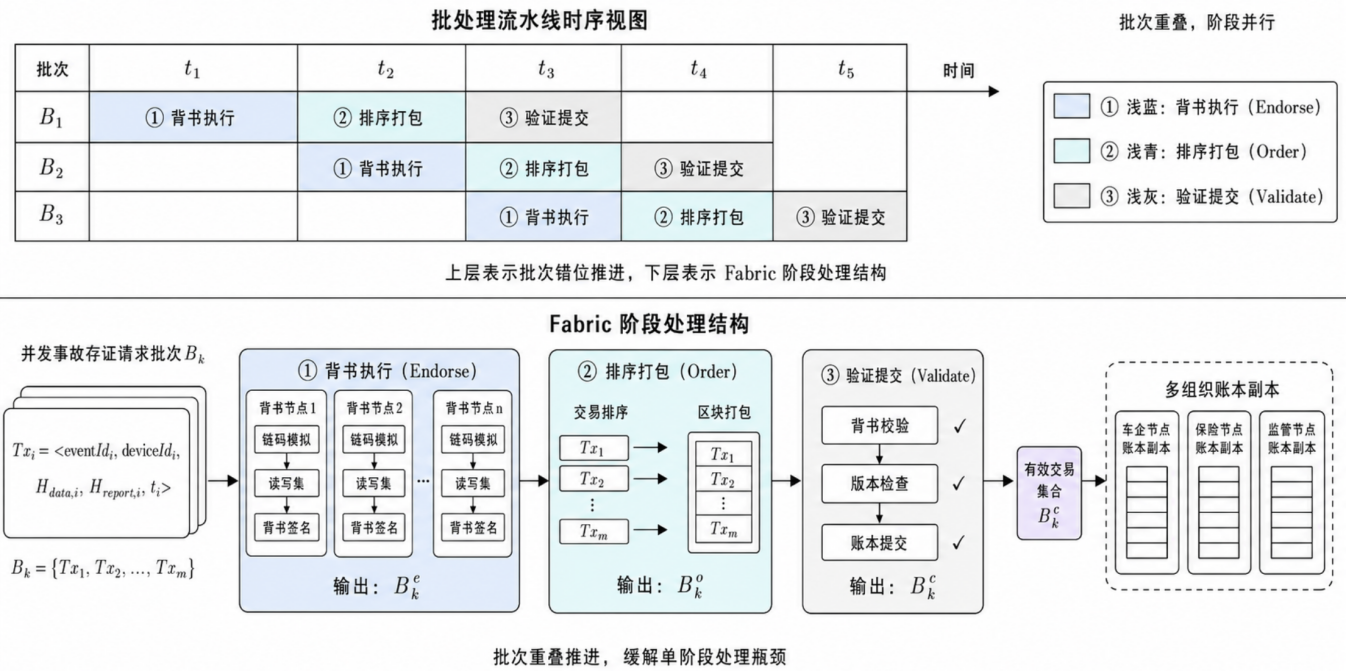 批处理流水线时序视图
批次重叠，阶段并行
批次 t₁ t₂ t₃ t₄ t₅ 时间
B₁ ① 背书执行 ② 排序打包 ③ 验证提交
B₂ ① 背书执行 ② 排序打包 ③ 验证提交
B₃ ① 背书执行 ② 排序打包 ③ 验证提交
① 浅蓝：背书执行（Endorse）
② 浅青：排序打包（Order）
③ 浅灰：验证提交（Validate）
上层表示批次错位推进，下层表示 Fabric 阶段处理结构
Fabric 阶段处理结构
并发事故存证请求批次 Bₖ
Txᵢ = <eventIdᵢ, deviceIdᵢ,
H_{data,i}, H_{report,i}, tᵢ>
Bₖ = {Tx₁, Tx₂, ..., Txₘ}
① 背书执行（Endorse）
背书节点1
链码模拟
读写集
背书签名
背书节点2
链码模拟
读写集
背书签名
...
背书节点n
链码模拟
读写集
背书签名
输出： B_k^e
② 排序打包（Order）
交易排序
Tx₁
Tx₂
⋮
Txₘ
区块打包
Tx₁
Tx₂
⋮
Txₘ
输出： B_k^o
③ 验证提交（Validate）
背书校验 ✓
版本检查 ✓
账本提交 ✓
输出： B_k^c
有效交易
集合
B_k^c
多组织账本副本
车企节点
账本副本
保险节点
账本副本
监管节点
账本副本
批次重叠推进， 缓解单阶段处理瓶颈